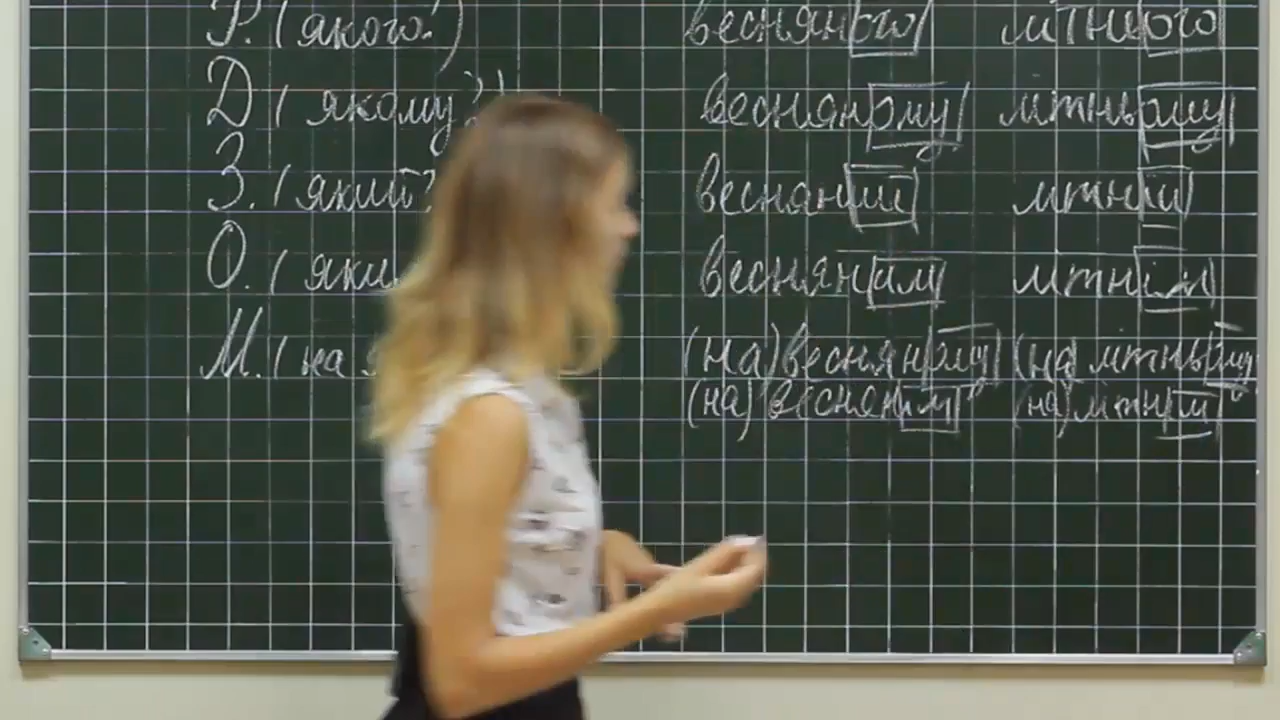 Р. (якого?) весняного літнього
Д. (якому?) весняному літньому
З. (який? весняний літній
О. (яки весняним літнім
М. (на я (на) весняному (на літньому
(на) веснянім (на) літнім